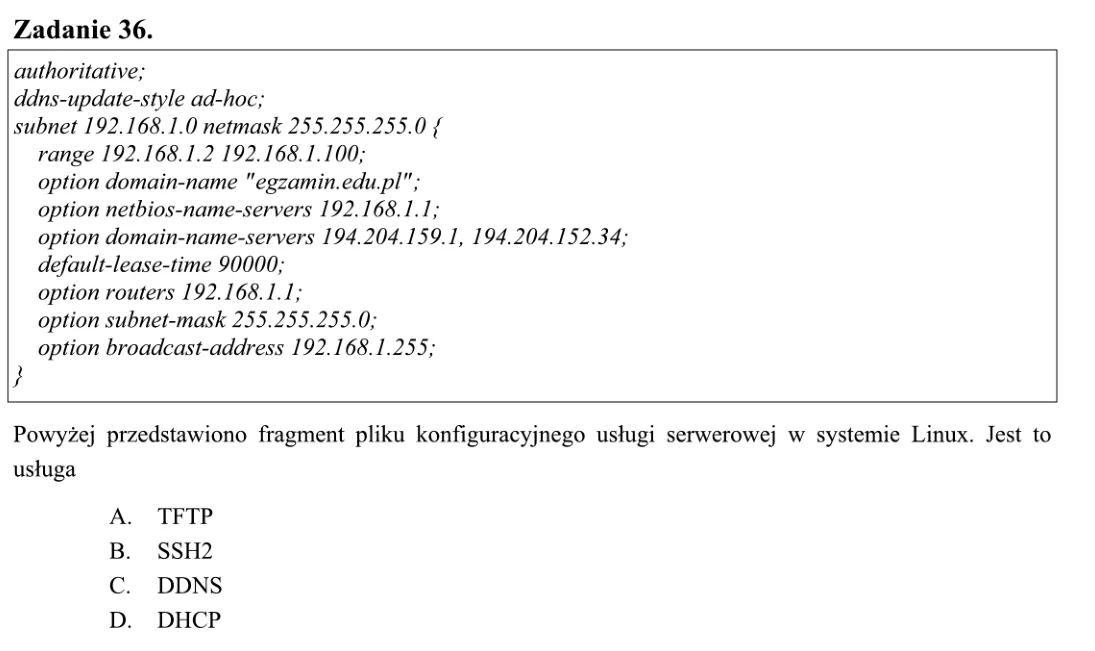 Zadanie 36.
authoritative;
ddns-update-style ad-hoc;
subnet 192.168.1.0 netmask 255.255.255.0 {
range 192.168.1.2 192.168.1.100;
option domain-name "egzamin.edu.pl";
option netbios-name-servers 192.168.1.1;
option domain-name-servers 194.204.159.1, 194.204.152.34;
default-lease-time 90000;
option routers 192.168.1.1;
option subnet-mask 255.255.255.0;
option broadcast-address 192.168.1.255;
}
Powyżej przedstawiono fragment pliku konfiguracyjnego usługi serwerowej w systemie Linux. Jest to
usługa
A. TFTP
B. SSH2
C. DDNS
D. DHCP